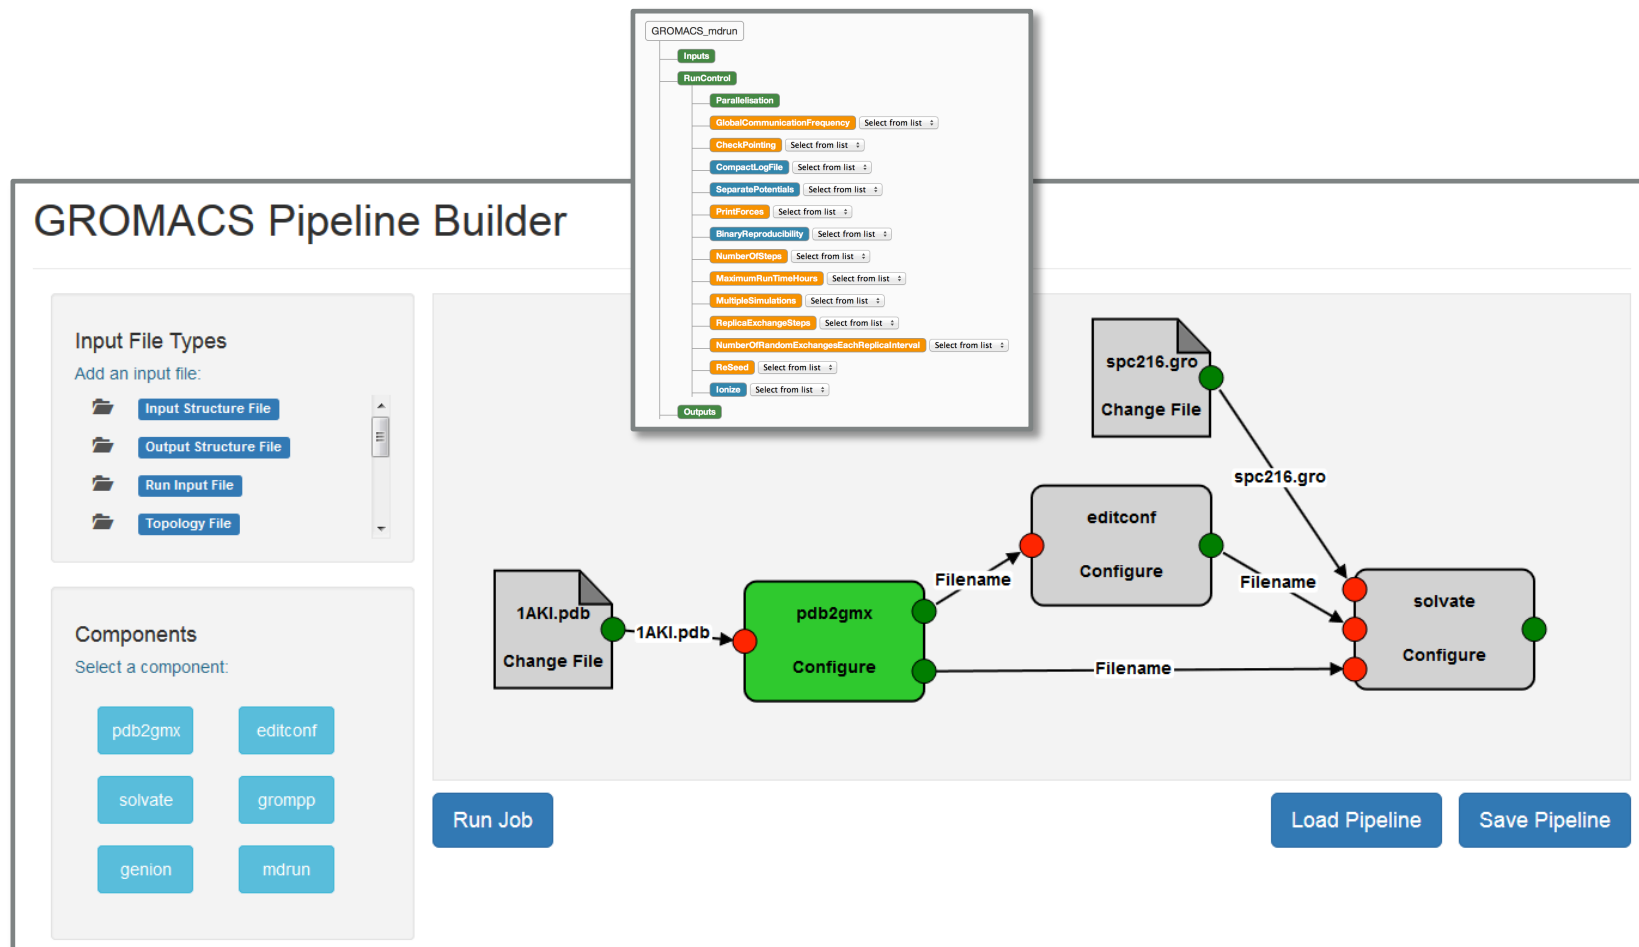 GROMACS_mdrun
Inputs
RunControl
Parallelisation
GlobalCommunicationFrequency Select from list
CheckPointing Select from list
CompactLogFile Select from list
SeparatePotentials Select from list
PrintForces Select from list
BinaryReproducibility Select from list
NumberOfSteps Select from list
MaximumRunTimeHours Select from list
MultipleSimulations Select from list
ReplicaExchangeSteps Select from list
NumberOfRandomExchangesEachReplicaInterval Select from list
ReSeed Select from list
Ionize Select from list
Outputs
GROMACS Pipeline Builder
Input File Types
Add an input file:
Input Structure File
Output Structure File
Run Input File
Topology File
Components
Select a component:
pdb2gmx editconf
solvate grompp
genion mdrun
spc216.gro
Change File
spc216.gro
editconf
Configure
Filename
Filename
1AKI.pdb
Change File
1AKI.pdb
pdb2gmx
Configure
Filename
solvate
Configure
Run Job
Load Pipeline
Save Pipeline